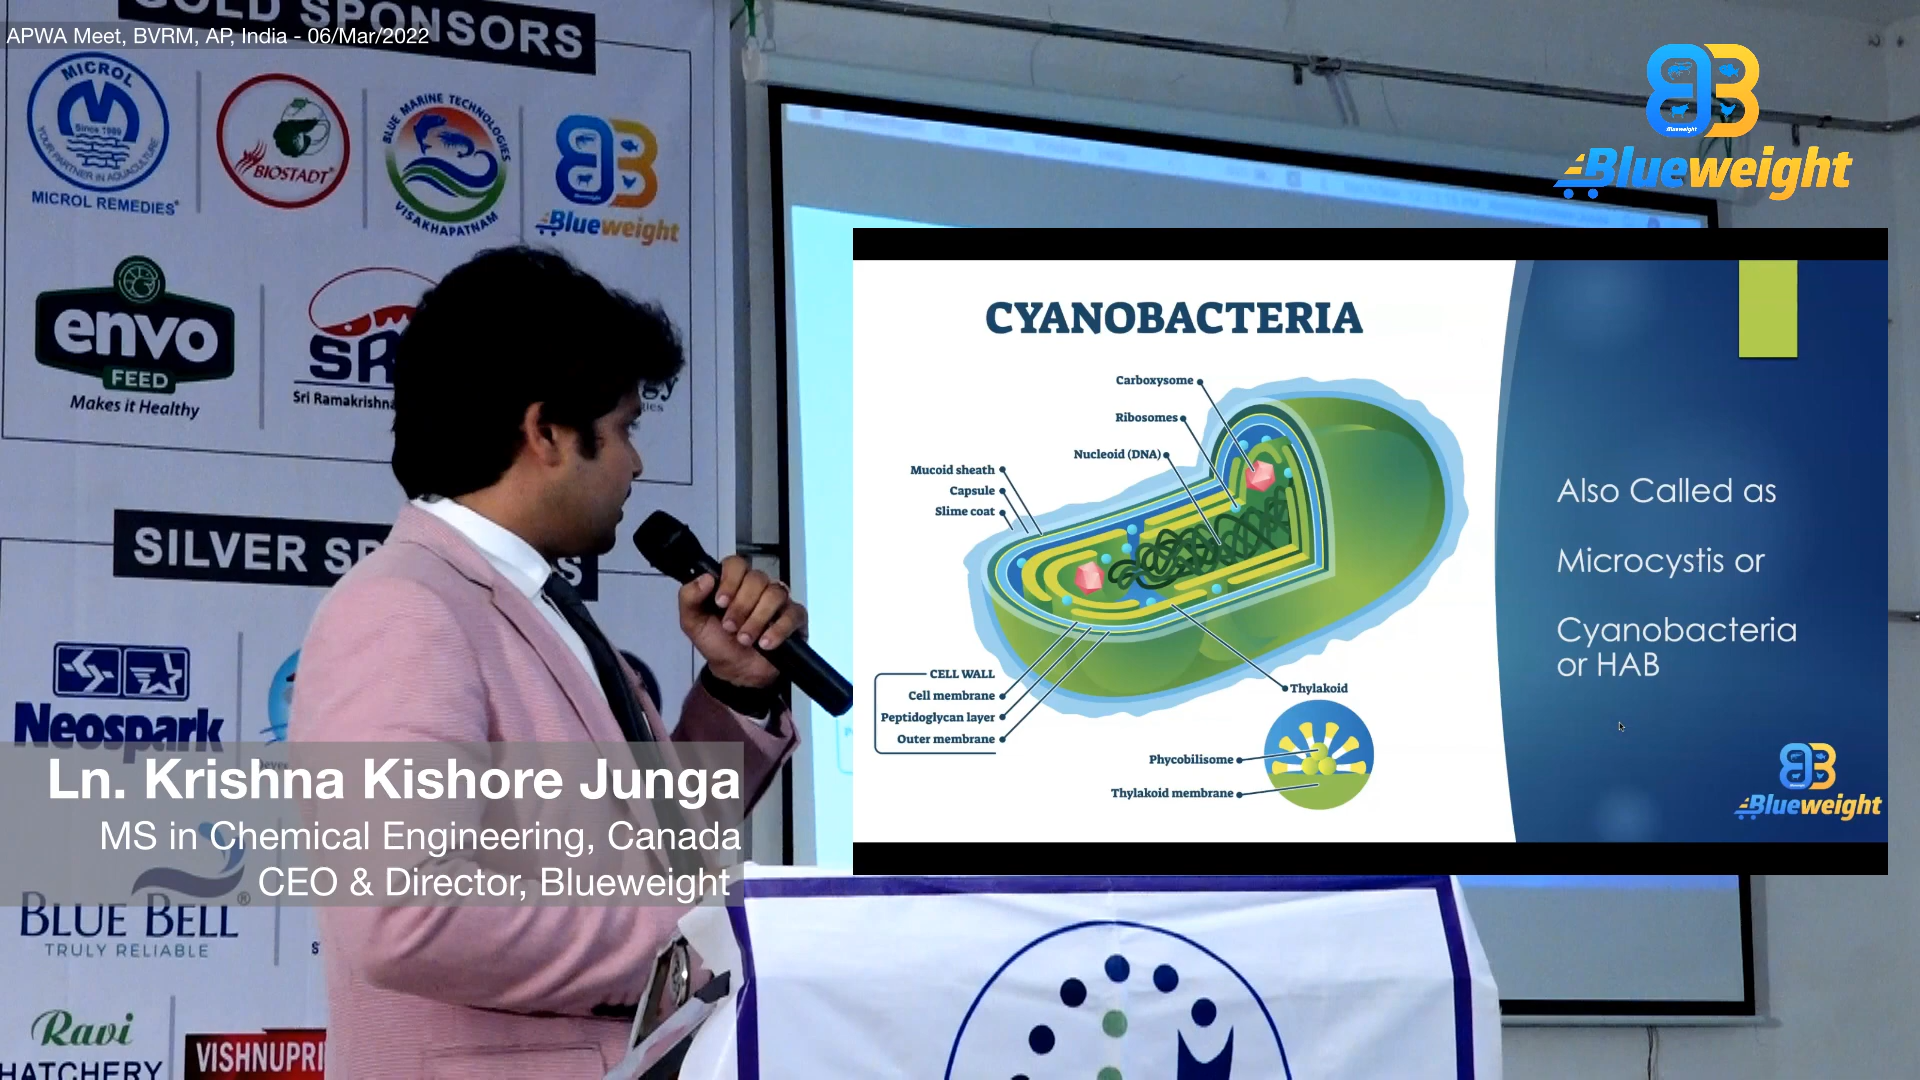 GOLD SPONSORS
APWA Meet, BVRM, AP, India - 06/Mar/2022
MICROL
Since 1989
YOUR PARTNER IN AQUACULTURE
MICROL REMEDIES®
BIOSTADT®
BLUE MARINE TECHNOLOGIES
VISAKHAPATNAM
Blueweight
envo
FEED
Makes it Healthy
Sri Ramakrishna
SILVER
Neospark
Ln. Krishna Kishore Junga
MS in Chemical Engineering, Canada
CEO & Director, Blueweight
BLUE BELL®
TRULY RELIABLE
Ravi
HATCHERY
VISHNUPRI
Blueweight
CYANOBACTERIA
Carboxysome
Ribosomes
Nucleoid (DNA)
Mucoid sheath
Capsule
Slime coat
CELL WALL
Cell membrane
Peptidoglycan layer
Outer membrane
Thylakoid
Phycobilisome
Thylakoid membrane
Also Called as
Microcystis or
Cyanobacteria
or HAB
Blueweight